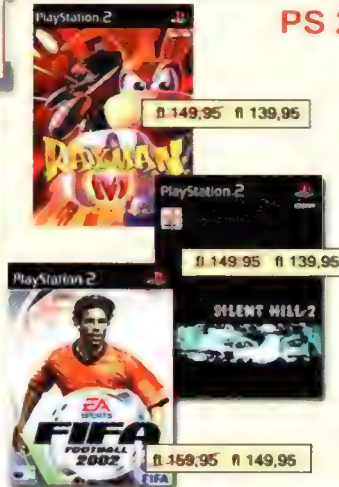 PS 2
PlayStation 2
fl 149,95 fl 139,95
RAYMAN
M
PlayStation 2
fl 149,95 fl 139,95
SILENT HILL 2
PlayStation 2
EA
SPORTS
FIFA
FOOTBALL
2002
fl 159,95 fl 149,95
FIFA